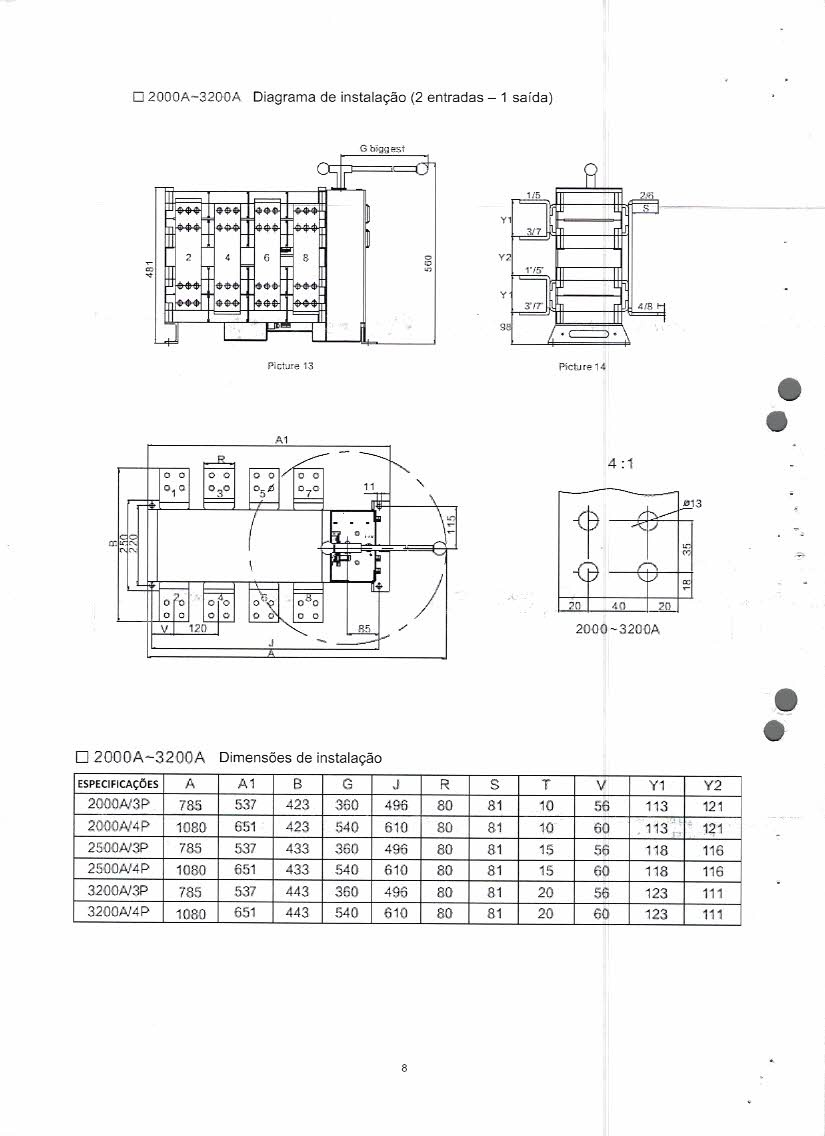 □ 2000A~3200A Diagrama de instalação (2 entradas – 1 saída)
G biggest
481
2 4 6 8
560
1/5 2/6
S
Y1
3/7
Y2
1'/5'
Y1
3'/7' 4/8
98
Picture 13
Picture 14
A1
R
1 3 5 7
11
115
B
250
220
2 4 6 8
V 120 85
J
A
4:1
ø13
35
18
20 40 20
2000~3200A
□ 2000A~3200A Dimensões de instalação
ESPECIFICAÇÕES A A1 B G J R S T V Y1 Y2
2000A/3P 785 537 423 360 496 80 81 10 56 113 121
2000A/4P 1080 651 423 540 610 80 81 10 60 113 121
2500A/3P 785 537 433 360 496 80 81 15 56 118 116
2500A/4P 1080 651 433 540 610 80 81 15 60 118 116
3200A/3P 785 537 443 360 496 80 81 20 56 123 111
3200A/4P 1080 651 443 540 610 80 81 20 60 123 111
8